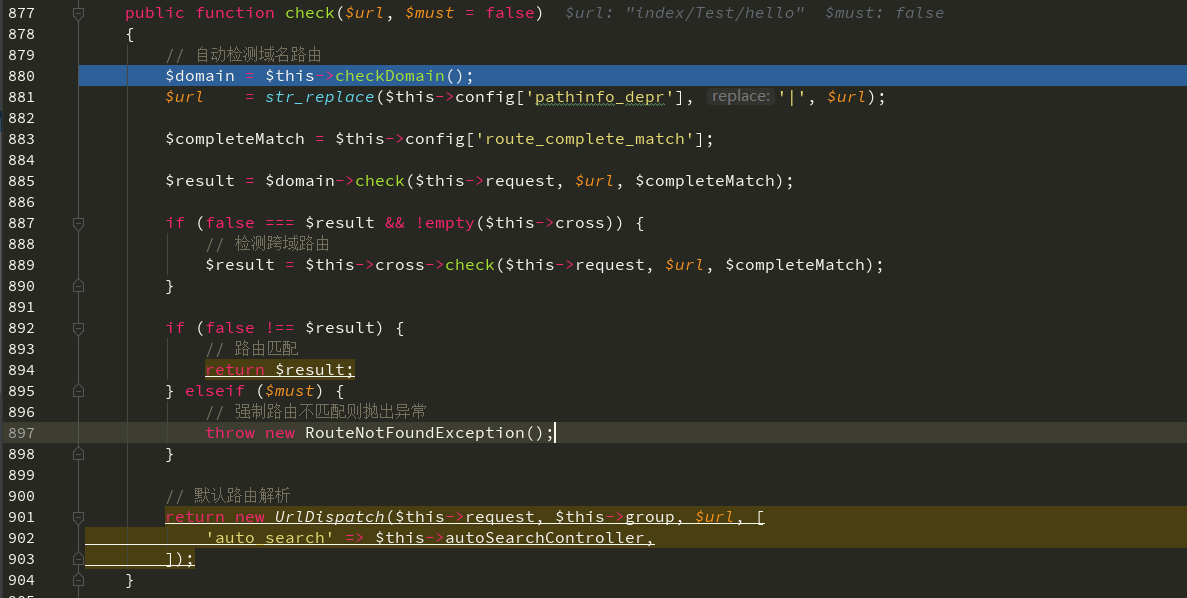 877 public function check($url, $must = false) $url: "index/Test/hello" $must: false
878 {
879 // 自动检测域名路由
880 $domain = $this->checkDomain();
881 $url    = str_replace($this->config['pathinfo_depr'], replace: '|', $url);
882
883 $completeMatch = $this->config['route_complete_match'];
884
885 $result = $domain->check($this->request, $url, $completeMatch);
886
887 if (false === $result && !empty($this->cross)) {
888 // 检测跨域路由
889 $result = $this->cross->check($this->request, $url, $completeMatch);
890 }
891
892 if (false !== $result) {
893 // 路由匹配
894 return $result;
895 } elseif ($must) {
896 // 强制路由不匹配则抛出异常
897 throw new RouteNotFoundException();
898 }
899
900 // 默认路由解析
901 return new UrlDispatch($this->request, $this->group, $url, [
902 'auto_search' => $this->autoSearchController,
903 ]);
904 }